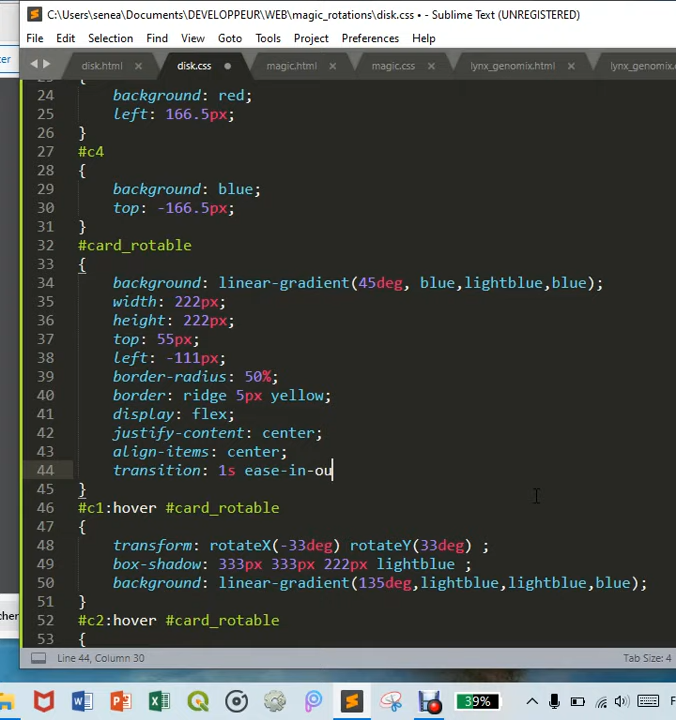 C:\Users\senea\Documents\DEVELOPPEUR\WEB\magic_rotations\disk.css • - Sublime Text (UNREGISTERED)
File Edit Selection Find View Goto Tools Project Preferences Help
disk.html disk.css magic.html magic.css lynx_genomix.html lynx_genomix.
24 background: red;
25 left: 166.5px;
26 }
27 #c4
28 {
29 background: blue;
30 top: -166.5px;
31 }
32 #card_rotable
33 {
34 background: linear-gradient(45deg, blue,lightblue,blue);
35 width: 222px;
36 height: 222px;
37 top: 55px;
38 left: -111px;
39 border-radius: 50%;
40 border: ridge 5px yellow;
41 display: flex;
42 justify-content: center;
43 align-items: center;
44 transition: 1s ease-in-ou
45 }
46 #c1:hover #card_rotable
47 {
48 transform: rotateX(-33deg) rotateY(33deg) ;
49 box-shadow: 333px 333px 222px lightblue ;
50 background: linear-gradient(135deg,lightblue,lightblue,blue);
51 }
52 #c2:hover #card_rotable
53 {
Line 44, Column 30 Tab Size: 4
39%